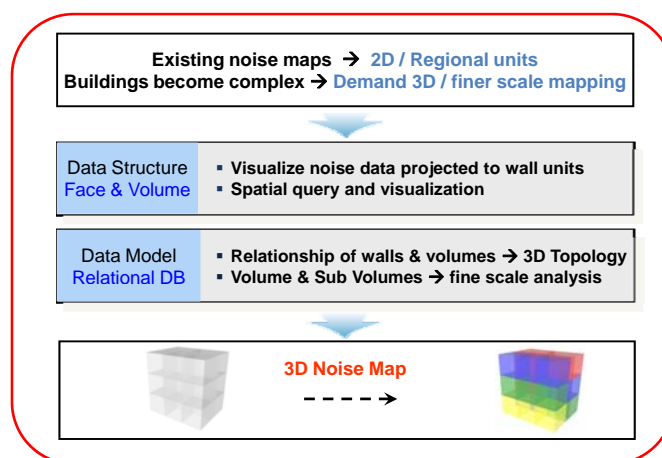 Existing noise maps → 2D / Regional units
Buildings become complex → Demand 3D / finer scale mapping
Data Structure
Face & Volume
▪ Visualize noise data projected to wall units
▪ Spatial query and visualization
Data Model
Relational DB
▪ Relationship of walls & volumes → 3D Topology
▪ Volume & Sub Volumes → fine scale analysis
3D Noise Map